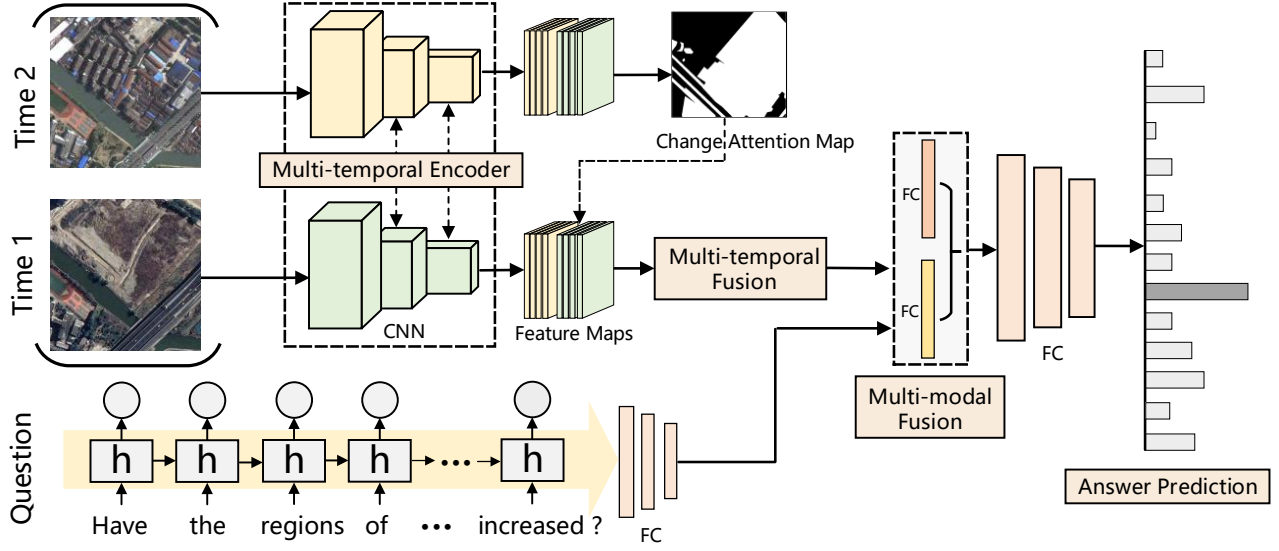 Time 2
Time 1
Question
Multi-temporal Encoder
CNN
Change Attention Map
Feature Maps
Multi-temporal
Fusion
FC
FC
Multi-modal
Fusion
FC
Answer Prediction
h h h h ••• h
Have the regions of ••• increased ?
FC